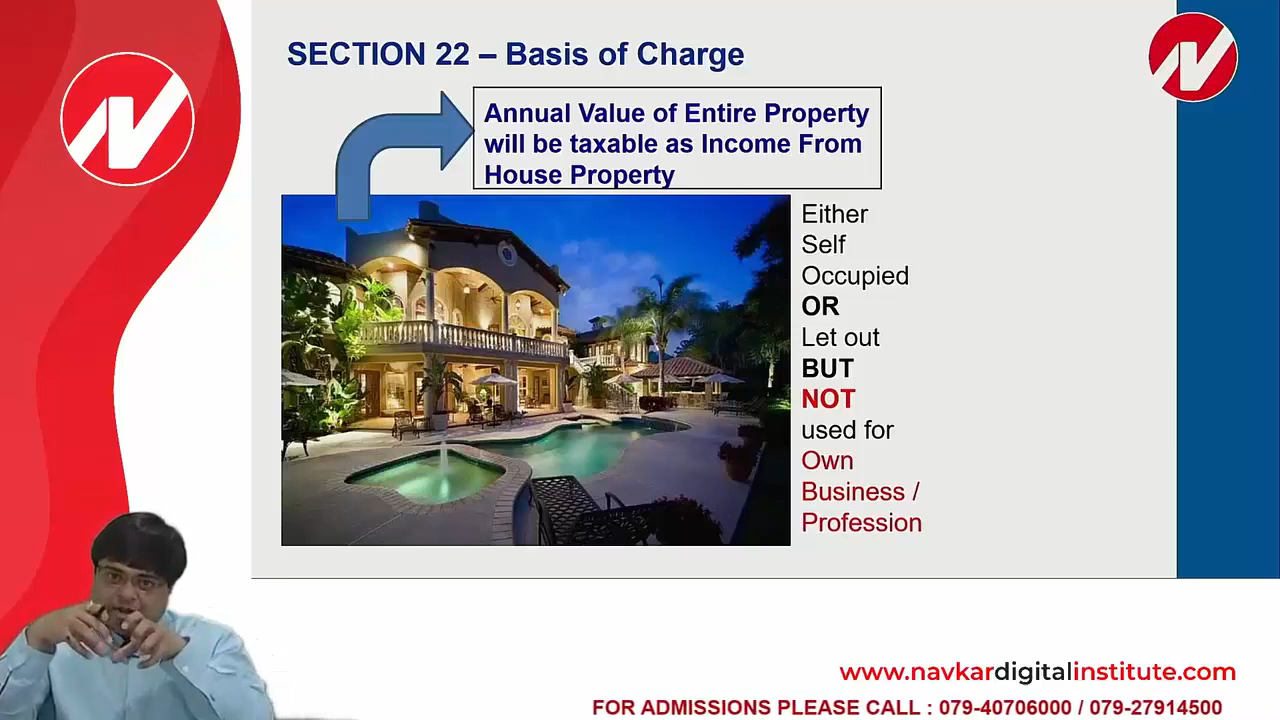 SECTION 22 – Basis of Charge
Annual Value of Entire Property
will be taxable as Income From
House Property
Either
Self
Occupied
OR
Let out
BUT
NOT
used for
Own
Business /
Profession
www.navkardigitalinstitute.com
FOR ADMISSIONS PLEASE CALL : 079-40706000 / 079-27914500